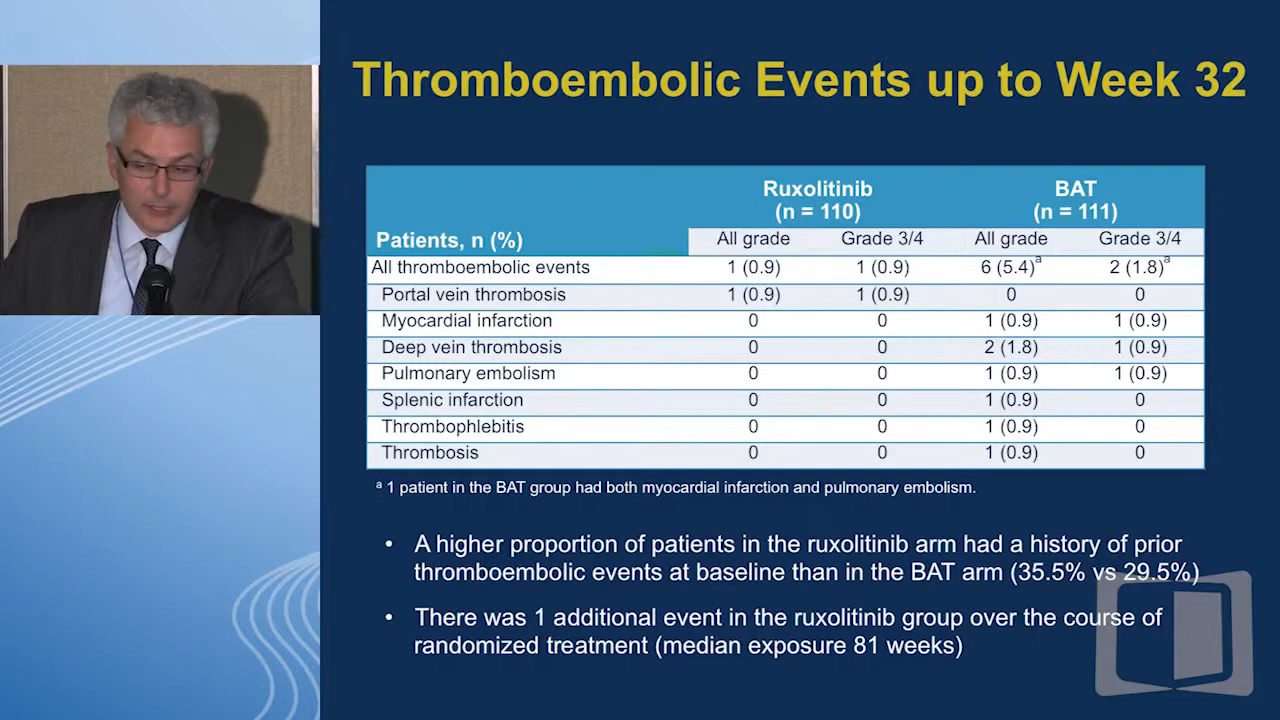 Thromboembolic Events up to Week 32
Patients, n (%) Ruxolitinib (n = 110) BAT (n = 111)
All grade Grade 3/4 All grade Grade 3/4
All thromboembolic events 1 (0.9) 1 (0.9) 6 (5.4)a 2 (1.8)a
Portal vein thrombosis 1 (0.9) 1 (0.9) 0 0
Myocardial infarction 0 0 1 (0.9) 1 (0.9)
Deep vein thrombosis 0 0 2 (1.8) 1 (0.9)
Pulmonary embolism 0 0 1 (0.9) 1 (0.9)
Splenic infarction 0 0 1 (0.9) 0
Thrombophlebitis 0 0 1 (0.9) 0
Thrombosis 0 0 1 (0.9) 0
a 1 patient in the BAT group had both myocardial infarction and pulmonary embolism.
• A higher proportion of patients in the ruxolitinib arm had a history of prior
thromboembolic events at baseline than in the BAT arm (35.5% vs 29.5%)
• There was 1 additional event in the ruxolitinib group over the course of
randomized treatment (median exposure 81 weeks)